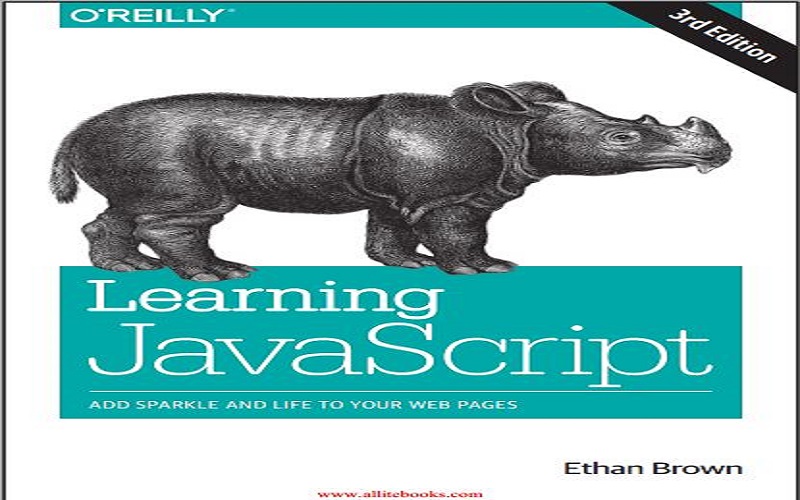 O'REILLY®
3rd Edition
Learning
JavaScript
ADD SPARKLE AND LIFE TO YOUR WEB PAGES
Ethan Brown
www.allitebooks.com